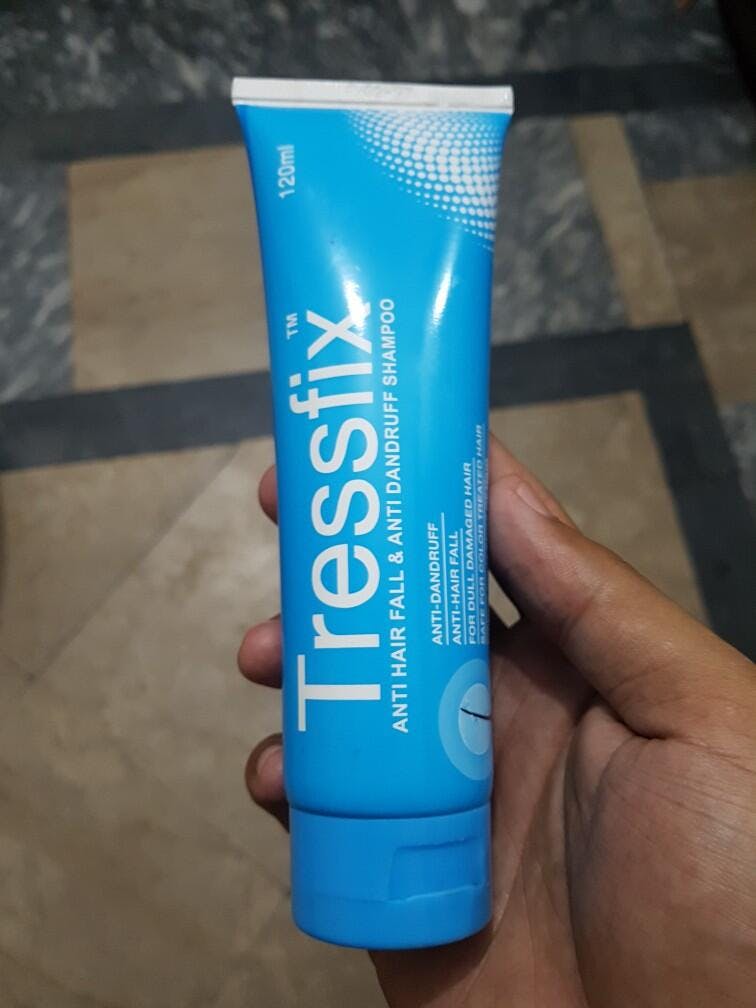 120ml
Tressfix™
ANTI HAIR FALL & ANTI DANDRUFF SHAMPOO
ANTI-DANDRUFF
ANTI-HAIR FALL
FOR DULL DAMAGED HAIR
SAFE FOR COLOR TREATED HAIR